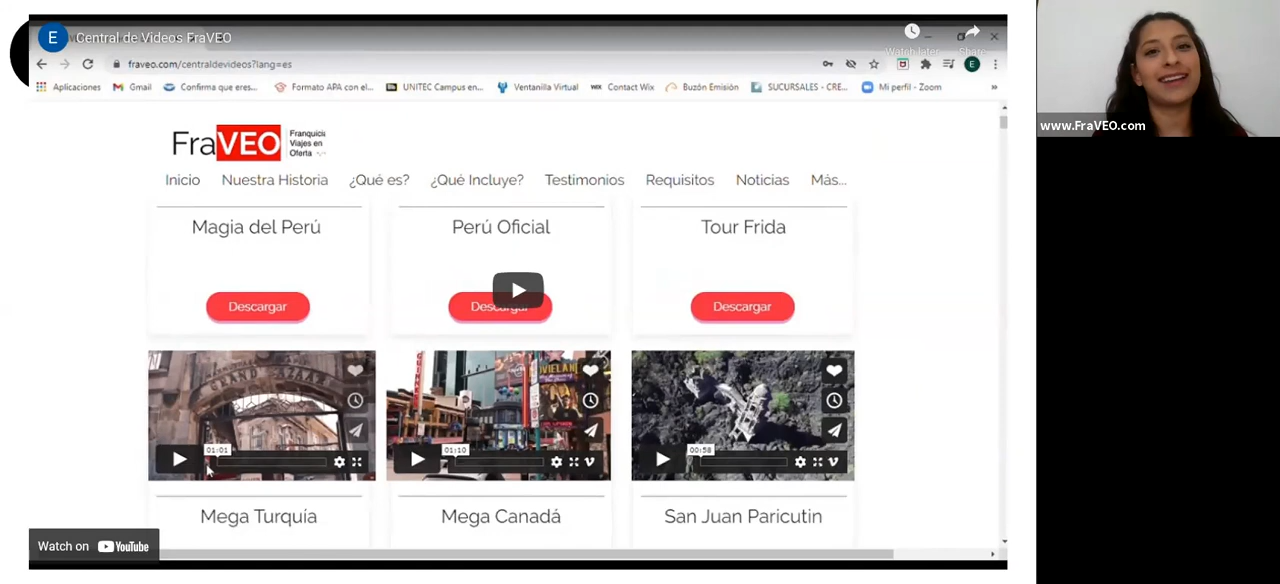 E Central de Videos FraVEO
Watch later
Share
fraveo.com/centraldevideos?lang=es
E
Aplicaciones
Gmail
Confirma que eres...
Formato APA con el...
UNITEC Campus en...
Ventanilla Virtual
WIX Contact Wix
Buzón Emisión
SUCURSALES - CRE...
Mi perfil - Zoom
»
FraVEO
Franquicia
Viajes en
Oferta
Inicio
Nuestra Historia
¿Qué es?
¿Qué Incluye?
Testimonios
Requisitos
Noticias
Más...
Magia del Perú
Perú Oficial
Tour Frida
Descargar
Descargar
Descargar
GRAND BAZAAR
01:01
01:10
00:58
Mega Turquía
Mega Canadá
San Juan Paricutin
Watch on YouTube
www.FraVEO.com